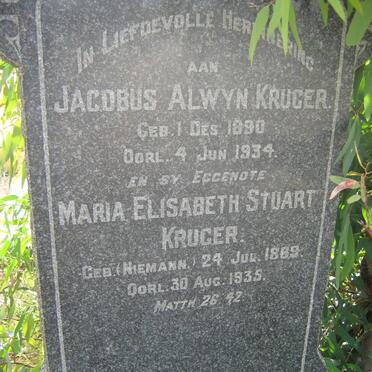 IN LIEFDEVOLLE HERINNERING
AAN
JACOBUS ALWYN KRUGER.
GEB. 1 DES 1890
OORL. 4 JUN 1934.
EN SY EGGENOTE
MARIA ELISABETH STUART
KRUGER.
GEB. (NIEMANN.) 24 JUL. 1889.
OORL. 30 AUG. 1935.
MATTH 26. 42.